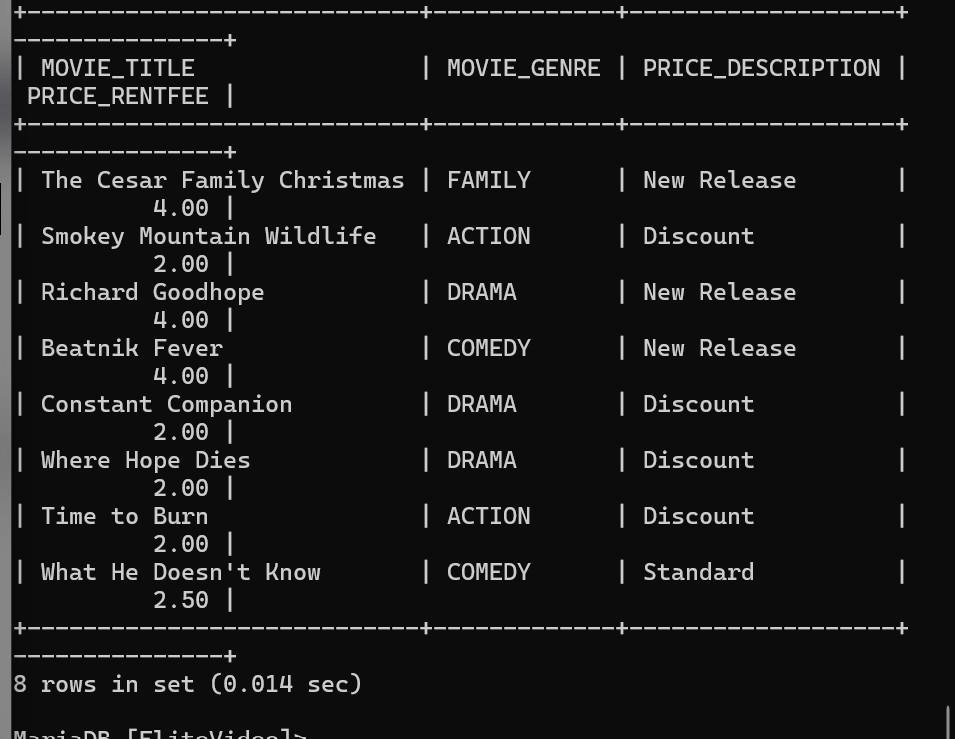 +----------------------------+-------------+-------------------+
---------------+
| MOVIE_TITLE                | MOVIE_GENRE | PRICE_DESCRIPTION |
 PRICE_RENTFEE |
+----------------------------+-------------+-------------------+
---------------+
| The Cesar Family Christmas | FAMILY      | New Release       |
          4.00 |
| Smokey Mountain Wildlife   | ACTION      | Discount          |
          2.00 |
| Richard Goodhope           | DRAMA       | New Release       |
          4.00 |
| Beatnik Fever              | COMEDY      | New Release       |
          4.00 |
| Constant Companion         | DRAMA       | Discount          |
          2.00 |
| Where Hope Dies            | DRAMA       | Discount          |
          2.00 |
| Time to Burn               | ACTION      | Discount          |
          2.00 |
| What He Doesn't Know       | COMEDY      | Standard          |
          2.50 |
+----------------------------+-------------+-------------------+
---------------+
8 rows in set (0.014 sec)
MariaDB [EliteVideo]>